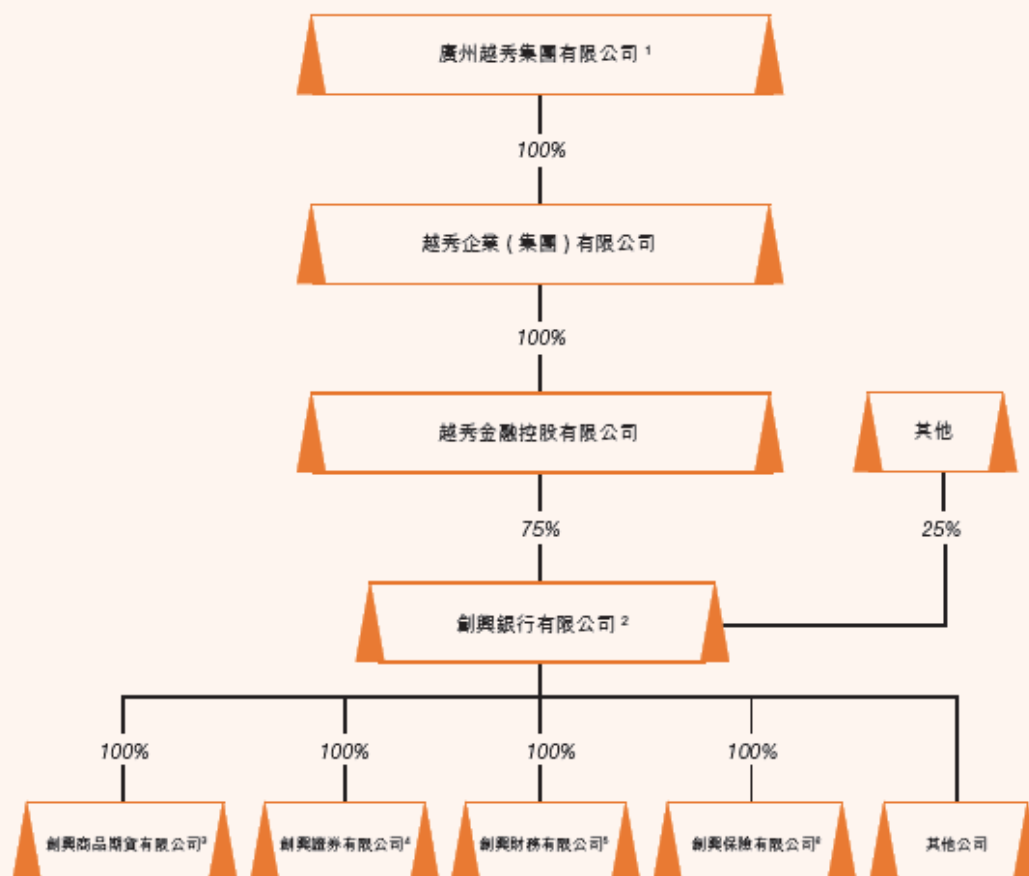 廣州越秀集團有限公司 1
100%
越秀企業(集團)有限公司
100%
越秀金融控股有限公司
其他
75%
25%
創興銀行有限公司 2
100%
100%
100%
100%
創興商品期貨有限公司3
創興證券有限公司4
創興財務有限公司5
創興保險有限公司6
其他公司